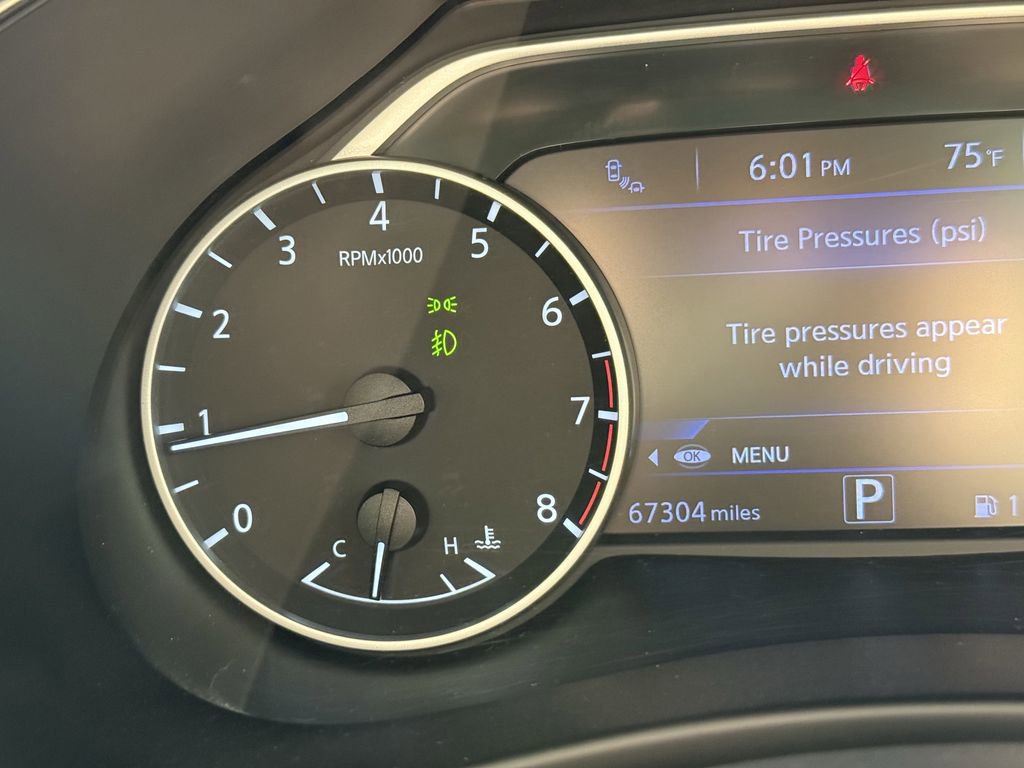 6:01 PM
75°F
Tire Pressures (psi)
Tire pressures appear
while driving
OK MENU
67304 miles
P
1
4
3
5
RPMx1000
2
6
1
7
0
8
C
H